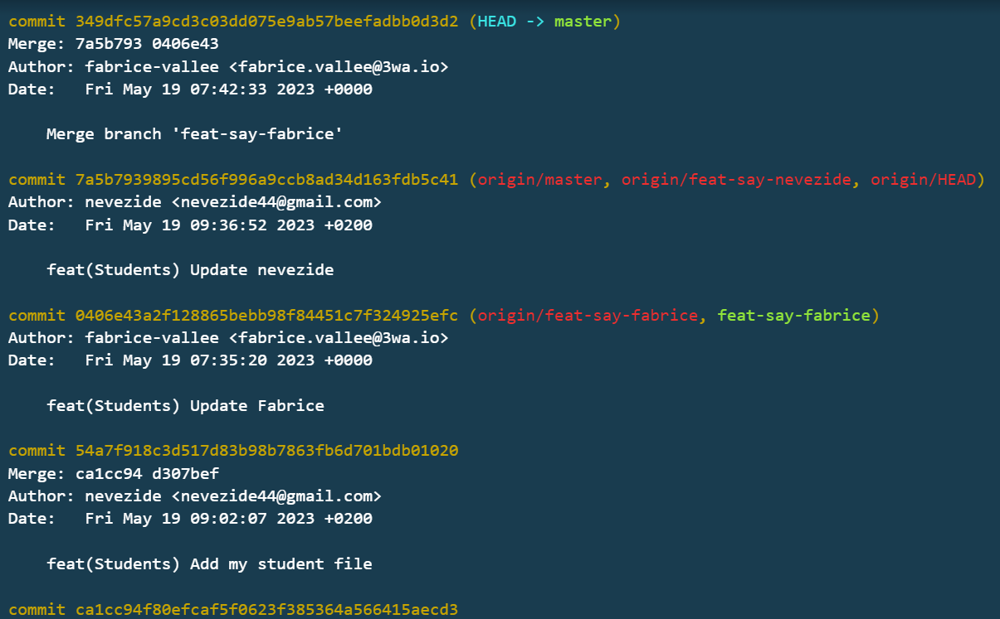 commit 349dfc57a9cd3c03dd075e9ab57beefadbb0d3d2 (HEAD -> master)
Merge: 7a5b793 0406e43
Author: fabrice-vallee <fabrice.vallee@3wa.io>
Date:   Fri May 19 07:42:33 2023 +0000
    Merge branch 'feat-say-fabrice'
commit 7a5b7939895cd56f996a9ccb8ad34d163fdb5c41 (origin/master, origin/feat-say-nevezide, origin/HEAD)
Author: nevezide <nevezide44@gmail.com>
Date:   Fri May 19 09:36:52 2023 +0200
    feat(Students) Update nevezide
commit 0406e43a2f128865bebb98f84451c7f324925efc (origin/feat-say-fabrice, feat-say-fabrice)
Author: fabrice-vallee <fabrice.vallee@3wa.io>
Date:   Fri May 19 07:35:20 2023 +0000
    feat(Students) Update Fabrice
commit 54a7f918c3d517d83b98b7863fb6d701bdb01020
Merge: ca1cc94 d307bef
Author: nevezide <nevezide44@gmail.com>
Date:   Fri May 19 09:02:07 2023 +0200
    feat(Students) Add my student file
commit ca1cc94f80efcaf5f0623f385364a566415aecd3